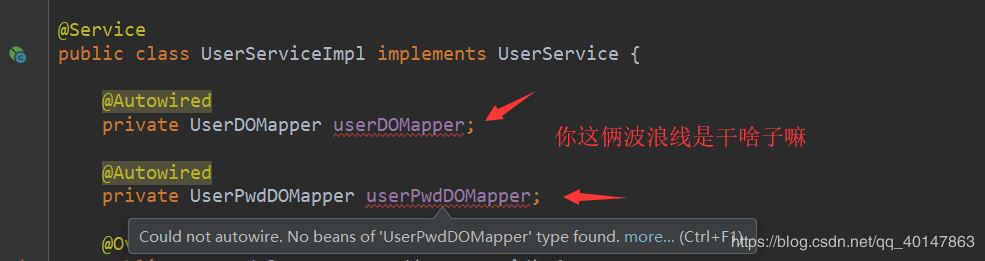 @Service
public class UserServiceImpl implements UserService {
@Autowired
private UserDOMapper userDOMapper;
你这俩波浪线是干啥子嘛
@Autowired
private UserPwdDOMapper userPwdDOMapper;
Could not autowire. No beans of 'UserPwdDOMapper' type found. more... (Ctrl+F1)
@Ov
https://blog.csdn.net/qq_40147863